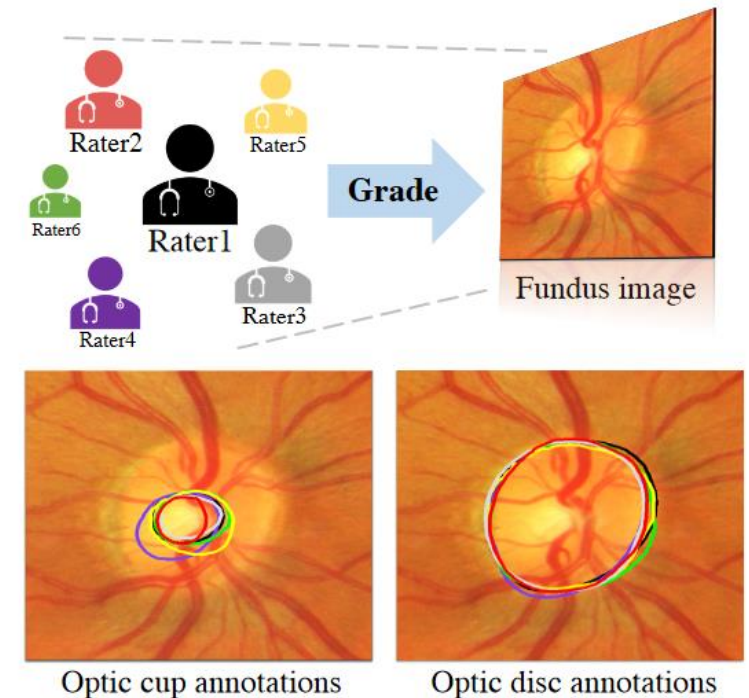 Rater2
Rater5
Rater1
Rater6
Rater3
Rater4
Grade
Fundus image
Optic cup annotations
Optic disc annotations